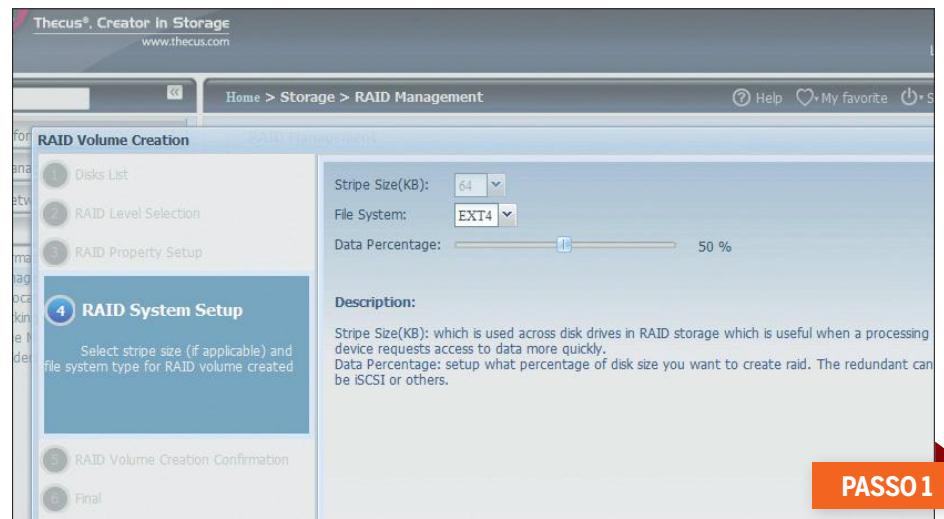 Thecus®, Creator in Storage
www.thecus.com
Home > Storage > RAID Management
Help
My favorite
RAID Volume Creation
RAID Management
1 Disks List
2 RAID Level Selection
3 RAID Property Setup
4 RAID System Setup
Select stripe size (if applicable) and
file system type for RAID volume created
5 RAID Volume Creation Confirmation
6 Final
Stripe Size(KB): 64
File System: EXT4
Data Percentage: 50 %
Description:
Stripe Size(KB): which is used across disk drives in RAID storage which is useful when a processing
device requests access to data more quickly.
Data Percentage: setup what percentage of disk size you want to create raid. The redundant can
be iSCSI or others.
PASSO 1